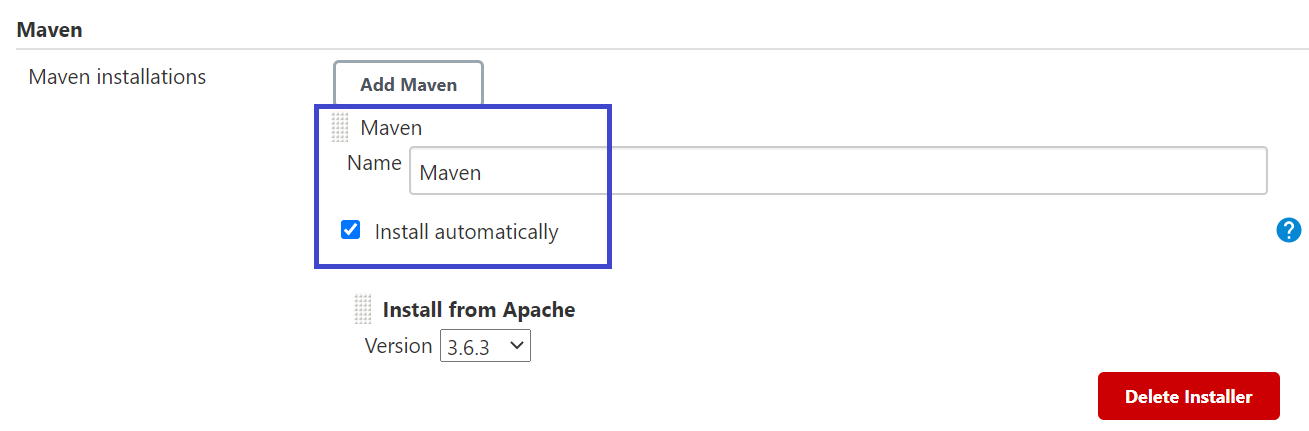 Maven
Maven installations
Add Maven
Maven
Name
Maven
Install automatically
?
Install from Apache
Version 3.6.3
Delete Installer